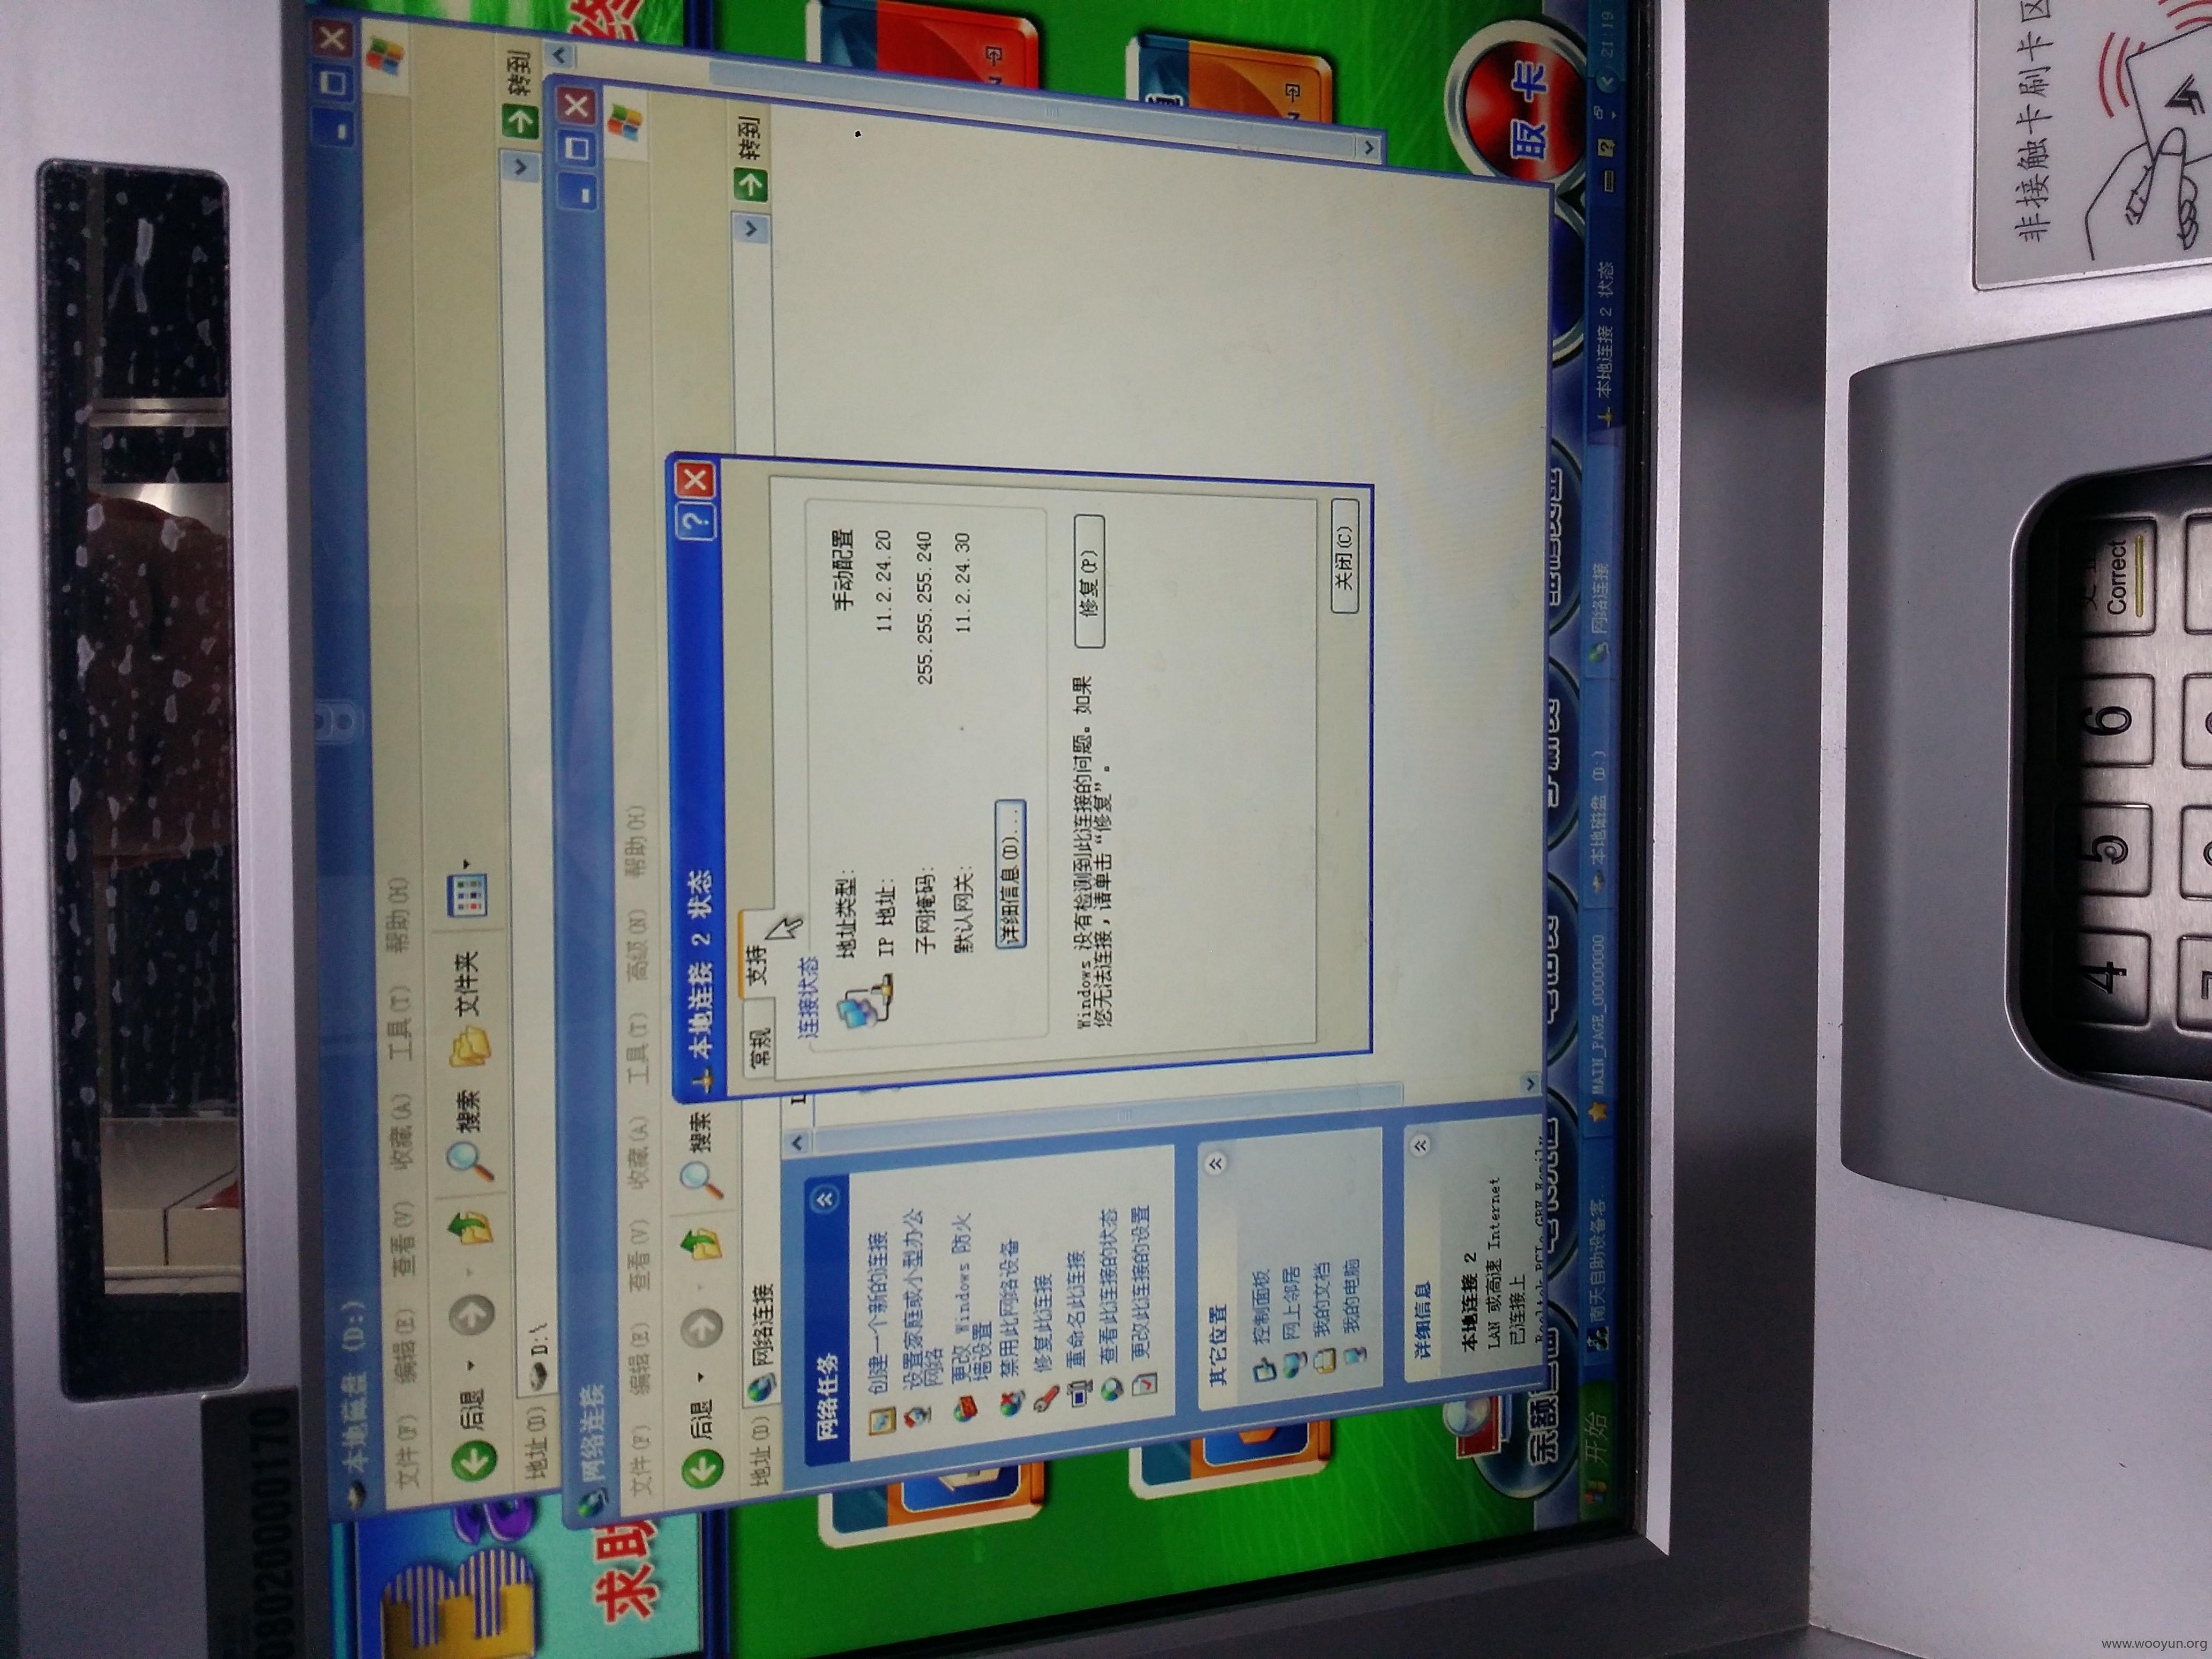 0802000170
本地磁盘 (D:)
文件(F) 编辑(E) 查看(V) 收藏(A) 工具(T) 帮助(H)
后退 搜索 文件夹
地址(D) D:\ 转到
网络连接
文件(F) 编辑(E) 查看(V) 收藏(A) 工具(T) 高级(N) 帮助(H)
后退 搜索
地址(D) 网络连接 转到
求助
网络任务
创建一个新的连接
设置家庭或小型办公
网络
更改 Windows 防火
墙设置
禁用此网络设备
修复此连接
重命名此连接
查看此连接的状态
更改此连接的设置
其它位置
控制面板
网上邻居
我的文档
我的电脑
详细信息
本地连接 2
LAN 或高速 Internet
已连接上
本地连接 2 状态
常规 支持
连接状态
地址类型: 手动配置
IP 地址: 11.2.24.20
子网掩码: 255.255.255.240
默认网关: 11.2.24.30
详细信息(D)...
Windows 没有检测到此连接的问题。如果
您无法连接，请单击“修复”。
修复(P)
关闭(C)
取卡
开始 南天自助设备客 MAIN_PAGE_00000000 本地磁盘 (D:) 网络连接 本地连接 2 状态 21:19
非接触卡刷卡区
4 5 6
Correct
www.wooyun.org